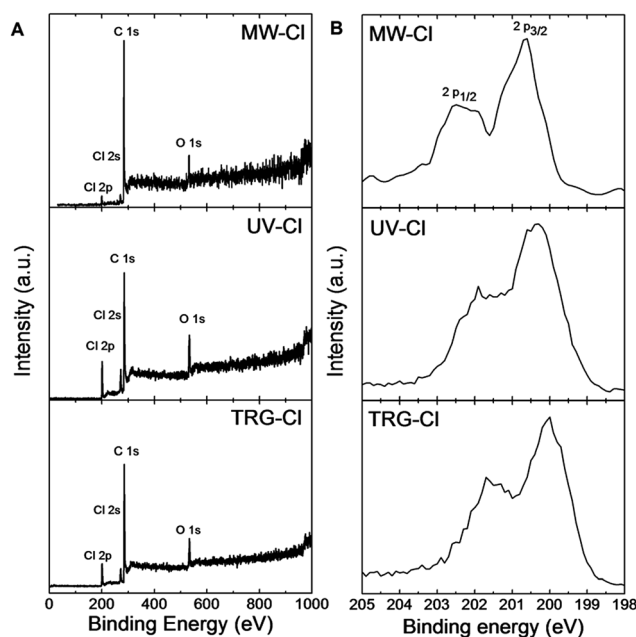 A
MW-Cl
C 1s
O 1s
Cl 2s
Cl 2p
UV-Cl
C 1s
Cl 2s
O 1s
Cl 2p
TRG-Cl
C 1s
Cl 2s
O 1s
Cl 2p
Intensity (a.u.)
0 200 400 600 800 1000
Binding Energy (eV)
B
MW-Cl
2 p3/2
2 p1/2
UV-Cl
TRG-Cl
Intensity (a.u.)
205 204 203 202 201 200 199 198
Binding energy (eV)